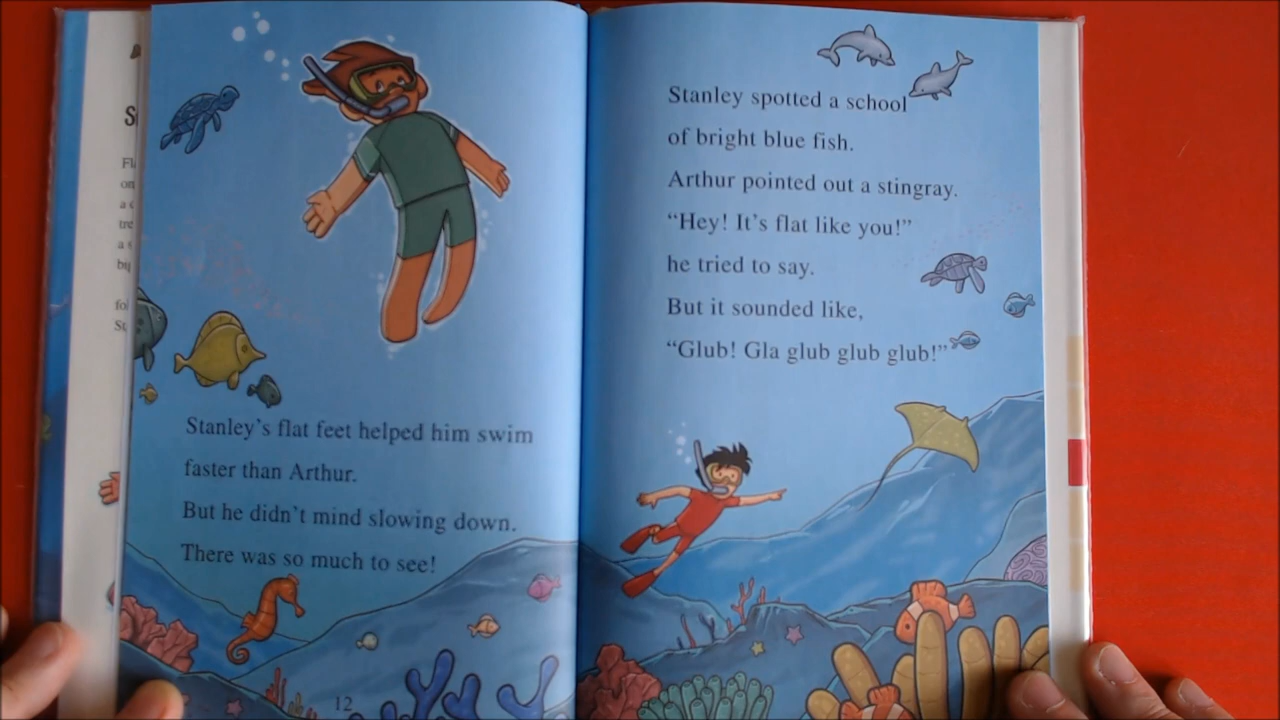 Stanley's flat feet helped him swim
faster than Arthur.
But he didn't mind slowing down.
There was so much to see!
12
Stanley spotted a school
of bright blue fish.
Arthur pointed out a stingray.
"Hey! It's flat like you!"
he tried to say.
But it sounded like,
"Glub! Gla glub glub glub!"